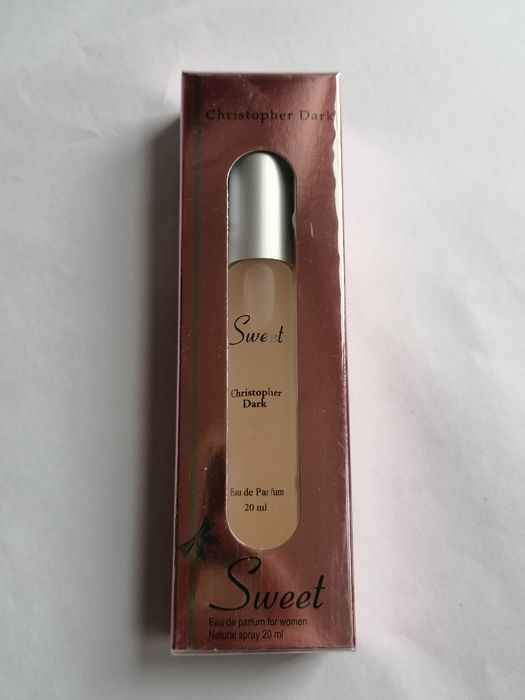 Christopher Dark
Sweet
Christopher
Dark
Eau de Parfum
20 ml
Sweet
Eau de parfum for women
Natural spray 20 ml